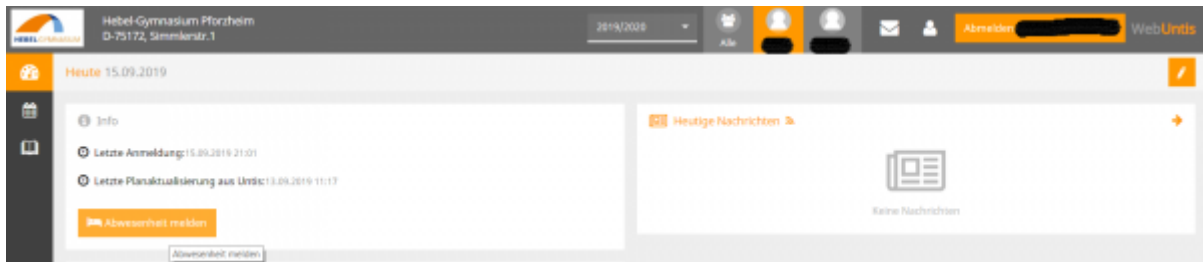 Hebel-Gymnasium Pforzheim
D-75172, Simmlerstr.1
HEBEL-GYMNASIUM
2019/2020
Alle
Abmelden
WebUntis
Heute 15.09.2019
Info
Letzte Anmeldung: 15.09.2019 21:01
Letzte Planaktualisierung aus Untis: 13.09.2019 11:17
Abwesenheit melden
Abwesenheit melden
Heutige Nachrichten
Keine Nachrichten